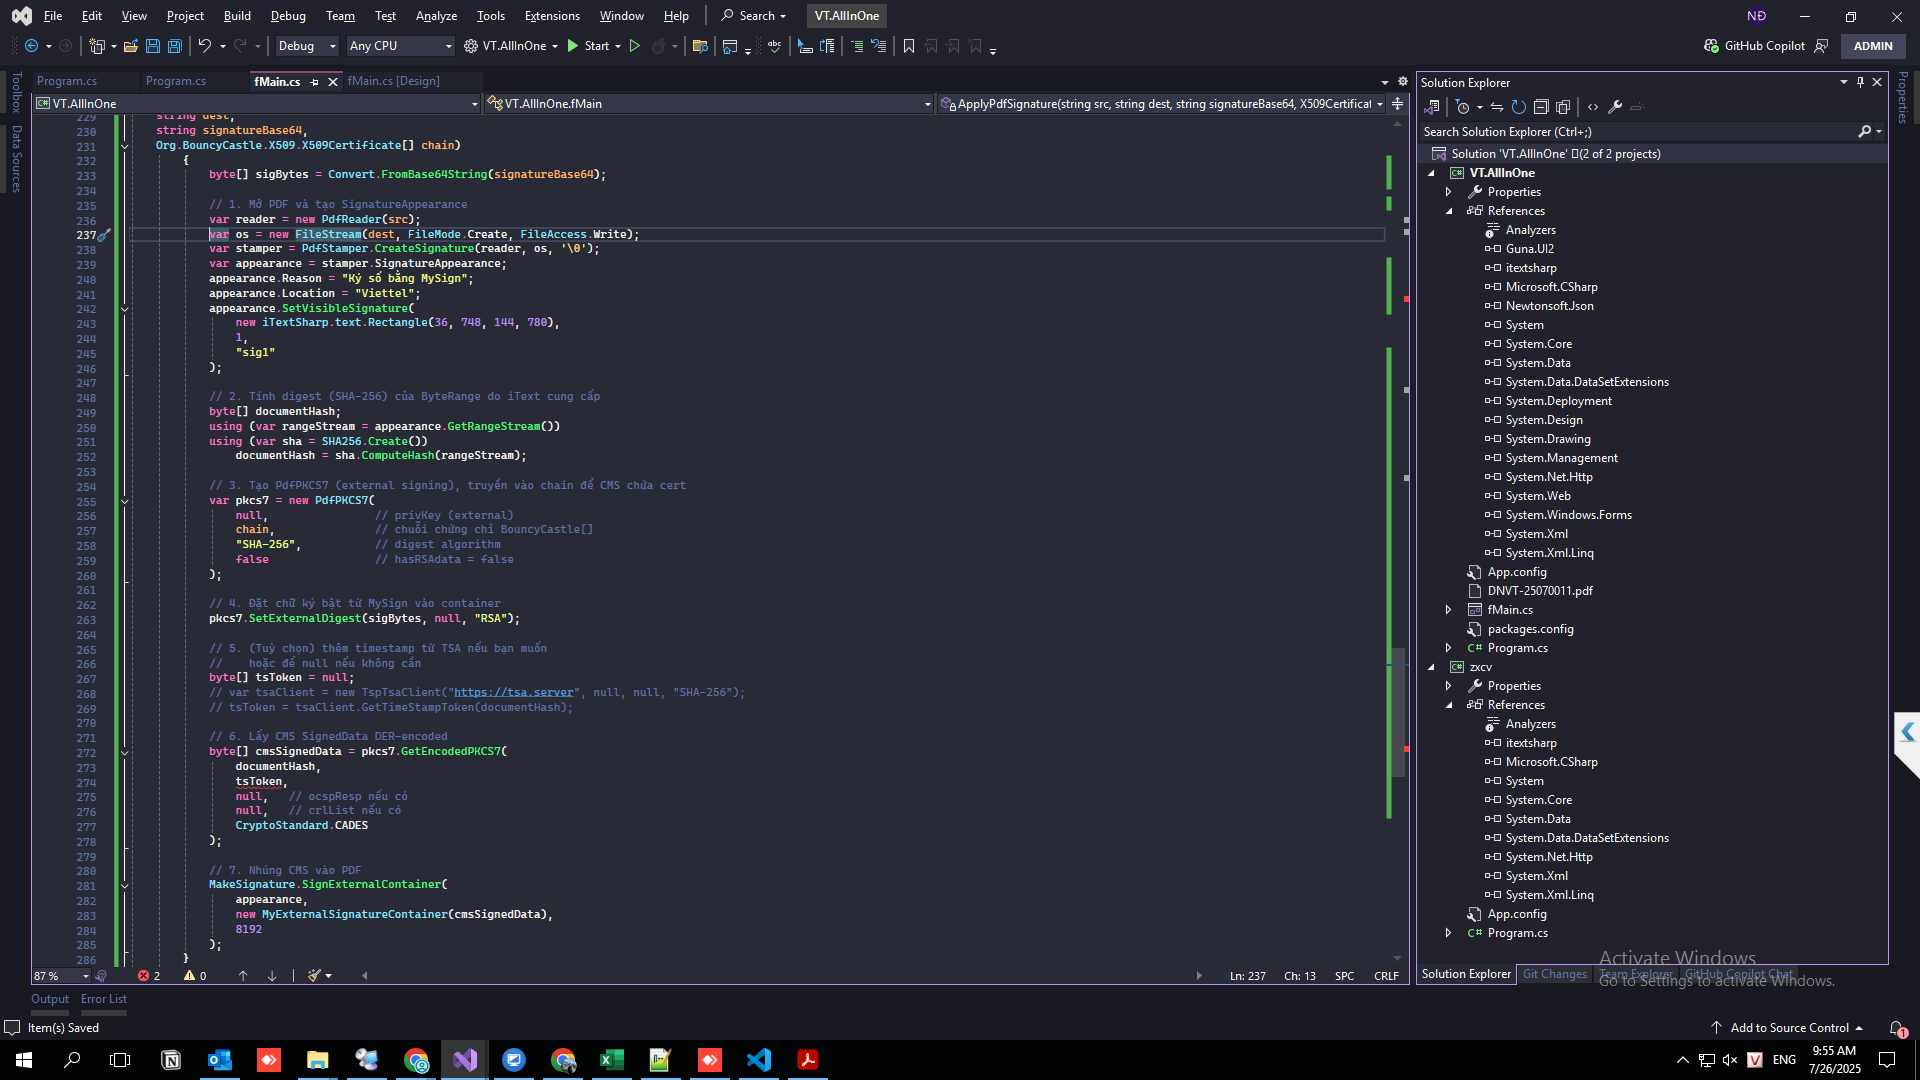 File Edit View Project Build Debug Team Test Analyze Tools Extensions Window Help Search VT.AllInOne NĐ
Debug Any CPU VT.AllInOne Start GitHub Copilot ADMIN
Toolbox
Data Sources
Program.cs Program.cs fMain.cs fMain.cs [Design]
VT.AllInOne VT.AllInOne.fMain ApplyPdfSignature(string src, string dest, string signatureBase64, X509Certificat
229 string dest,
230 string signatureBase64,
231 Org.BouncyCastle.X509.X509Certificate[] chain)
232 {
233 byte[] sigBytes = Convert.FromBase64String(signatureBase64);
234
235 // 1. Mở PDF và tạo SignatureAppearance
236 var reader = new PdfReader(src);
237 var os = new FileStream(dest, FileMode.Create, FileAccess.Write);
238 var stamper = PdfStamper.CreateSignature(reader, os, '\0');
239 var appearance = stamper.SignatureAppearance;
240 appearance.Reason = "Ký số bằng MySign";
241 appearance.Location = "Viettel";
242 appearance.SetVisibleSignature(
243 new iTextSharp.text.Rectangle(36, 748, 144, 780),
244 1,
245 "sig1"
246 );
247
248 // 2. Tính digest (SHA-256) của ByteRange do iText cung cấp
249 byte[] documentHash;
250 using (var rangeStream = appearance.GetRangeStream())
251 using (var sha = SHA256.Create())
252 documentHash = sha.ComputeHash(rangeStream);
253
254 // 3. Tạo PdfPKCS7 (external signing), truyền vào chain để CMS chứa cert
255 var pkcs7 = new PdfPKCS7(
256 null, // privKey (external)
257 chain, // chuỗi chứng chỉ BouncyCastle[]
258 "SHA-256", // digest algorithm
259 false // hasRSAdata = false
260 );
261
262 // 4. Đặt chữ ký bật từ MySign vào container
263 pkcs7.SetExternalDigest(sigBytes, null, "RSA");
264
265 // 5. (Tuỳ chọn) thêm timestamp từ TSA nếu bạn muốn
266 // hoặc để null nếu không cần
267 byte[] tsToken = null;
268 // var tsaClient = new TspTsaClient("https://tsa.server", null, null, "SHA-256");
269 // tsToken = tsaClient.GetTimeStampToken(documentHash);
270
271 // 6. Lấy CMS SignedData DER-encoded
272 byte[] cmsSignedData = pkcs7.GetEncodedPKCS7(
273 documentHash,
274 tsToken,
275 null, // ocspResp nếu có
276 null, // crlList nếu có
277 CryptoStandard.CADES
278 );
279
280 // 7. Nhúng CMS vào PDF
281 MakeSignature.SignExternalContainer(
282 appearance,
283 new MyExternalSignatureContainer(cmsSignedData),
284 8192
285 );
286 }
87 % 2 0 Ln: 237 Ch: 13 SPC CRLF
Solution Explorer
Search Solution Explorer (Ctrl+;)
Solution 'VT.AllInOne' (2 of 2 projects)
VT.AllInOne
Properties
References
Analyzers
Guna.UI2
itextsharp
Microsoft.CSharp
Newtonsoft.Json
System
System.Core
System.Data
System.Data.DataSetExtensions
System.Deployment
System.Design
System.Drawing
System.Management
System.Net.Http
System.Web
System.Windows.Forms
System.Xml
System.Xml.Linq
App.config
DNVT-25070011.pdf
fMain.cs
packages.config
Program.cs
zxcv
Properties
References
Analyzers
itextsharp
Microsoft.CSharp
System
System.Core
System.Data
System.Data.DataSetExtensions
System.Net.Http
System.Xml
System.Xml.Linq
App.config
Program.cs
Solution Explorer Git Changes Team Explorer GitHub Copilot Chat
Properties
Activate Windows
Go to Settings to activate Windows.
Output Error List
Item(s) Saved Add to Source Control 1
ENG 9:55 AM
7/26/2025